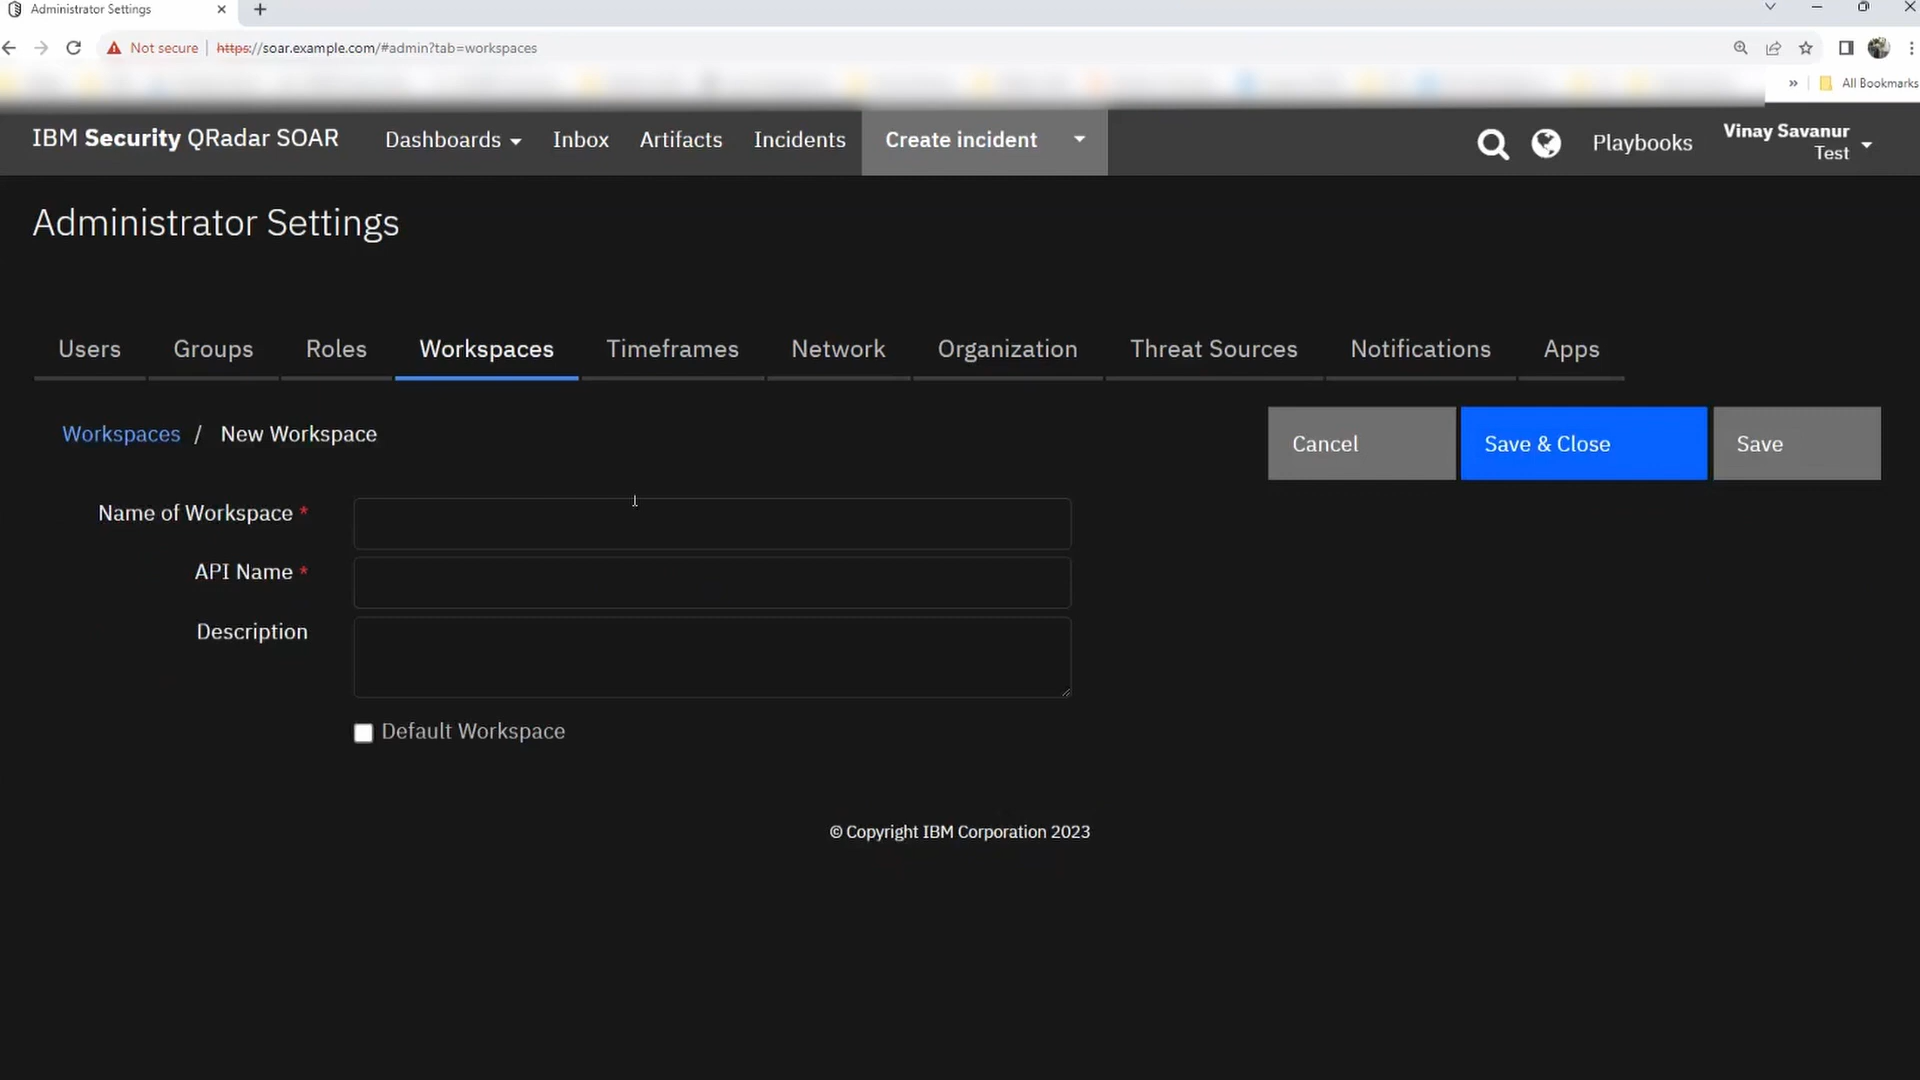 Administrator Settings
Not secure https://soar.example.com/#admin?tab=workspaces
» All Bookmarks
IBM Security QRadar SOAR Dashboards Inbox Artifacts Incidents Create incident Playbooks Vinay Savanur
Test
Administrator Settings
Users Groups Roles Workspaces Timeframes Network Organization Threat Sources Notifications Apps
Workspaces / New Workspace Cancel Save & Close Save
Name of Workspace *
API Name *
Description
Default Workspace
© Copyright IBM Corporation 2023